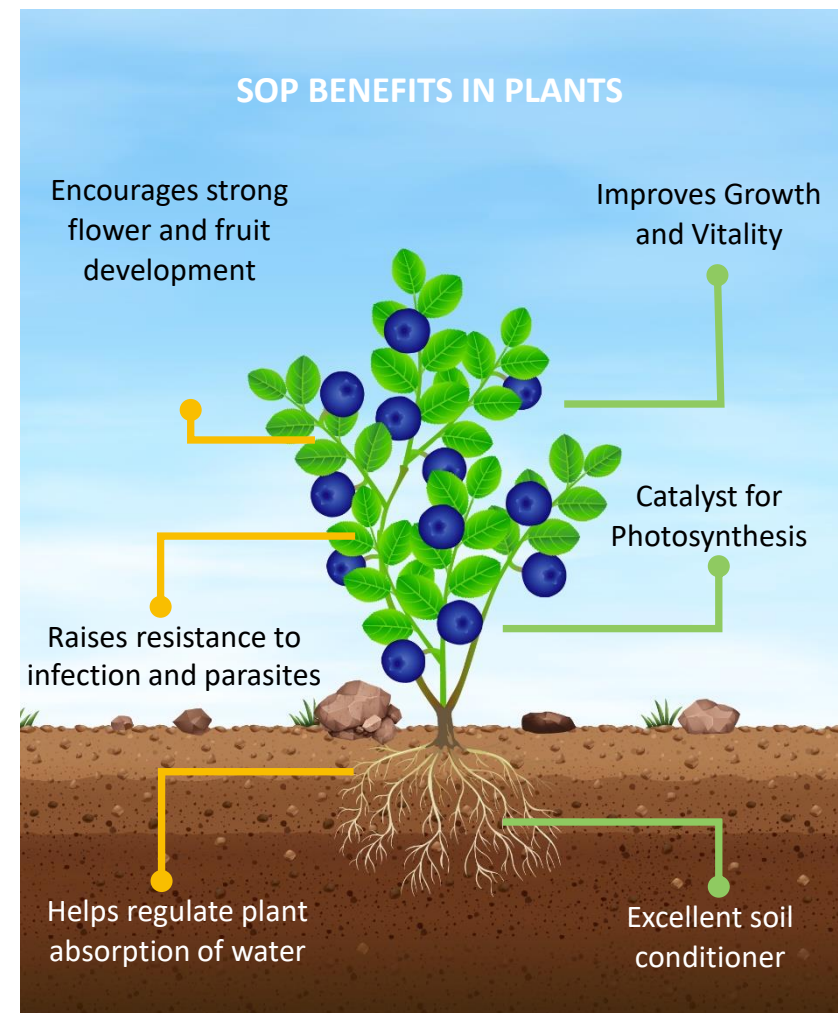 SOP BENEFITS IN PLANTS
Encourages strong
flower and fruit
development
Improves Growth
and Vitality
Catalyst for
Photosynthesis
Raises resistance to
infection and parasites
Helps regulate plant
absorption of water
Excellent soil
conditioner